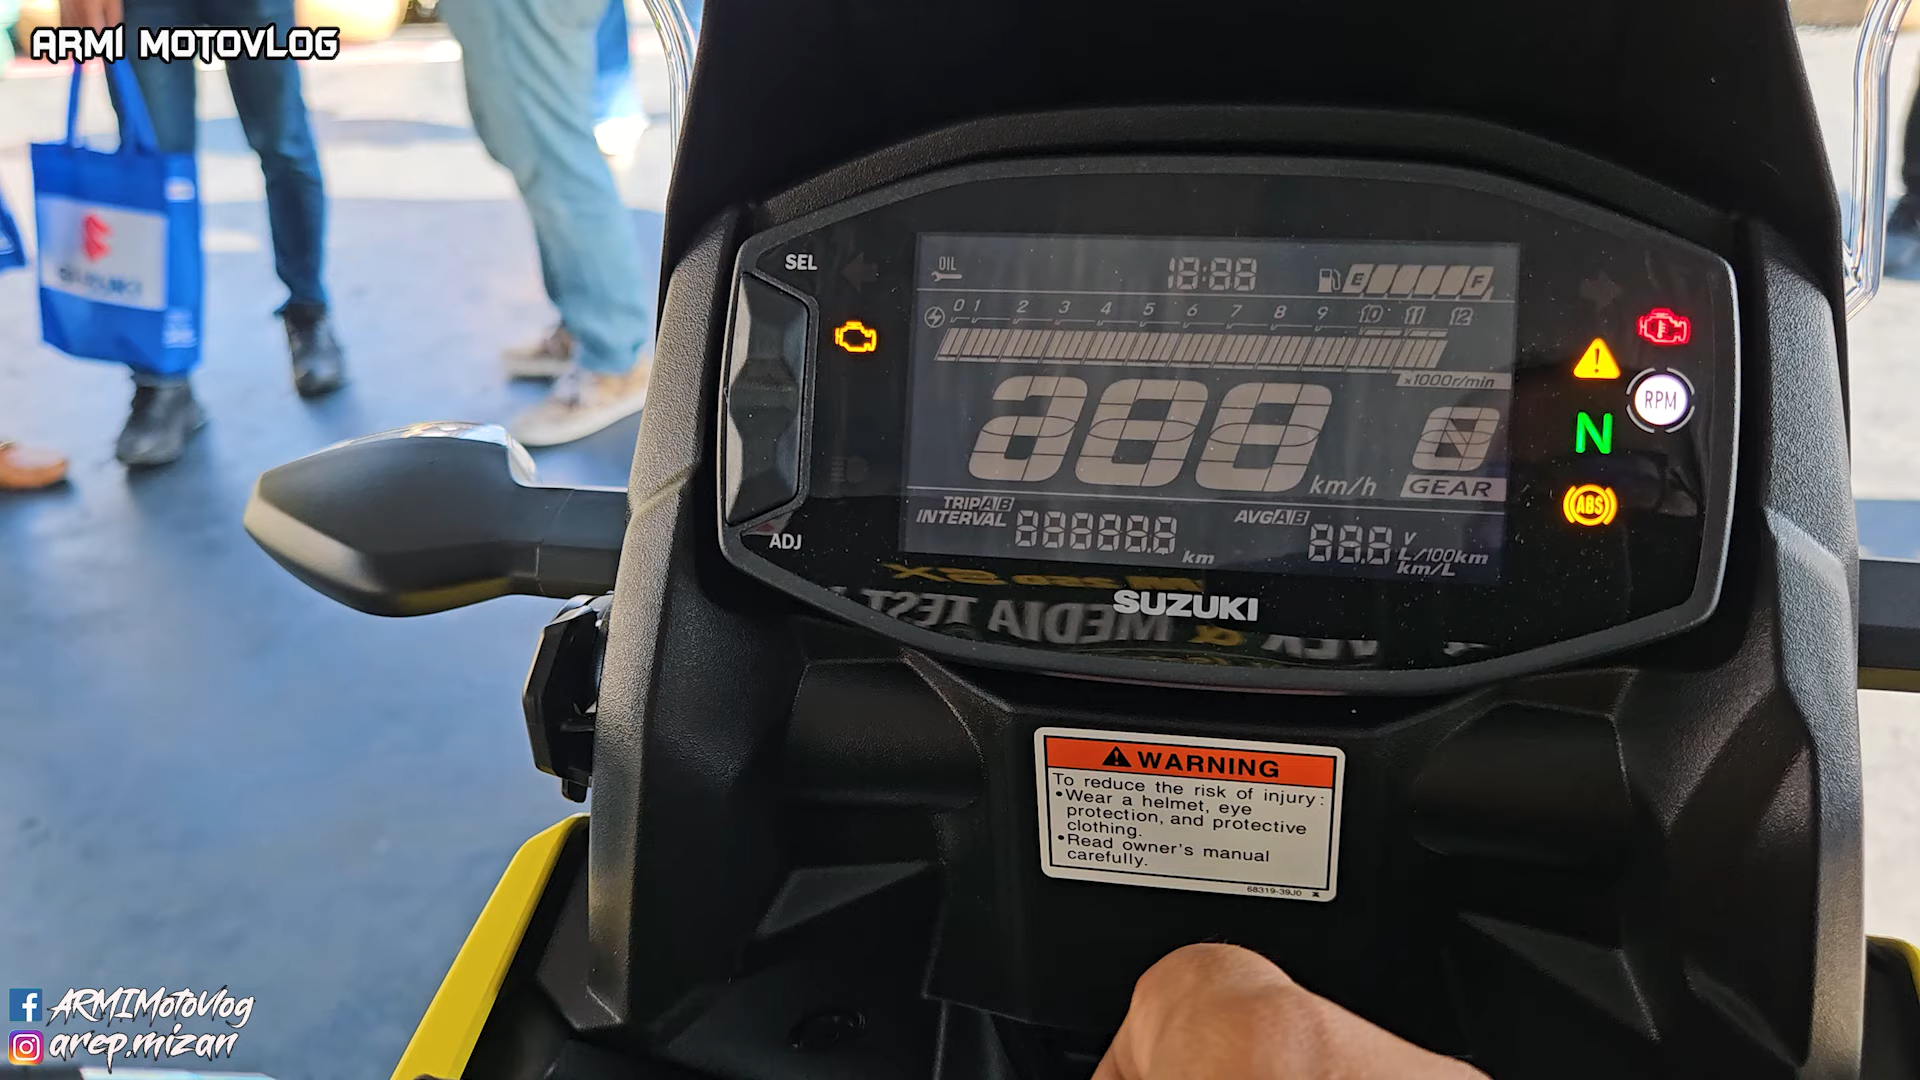 ARMI MOTOVLOG
SUZUKI
SEL
ADJ
OIL
18:88
E F
0 1 2 3 4 5 6 7 8 9 10 11 12
x1000r/min
888
km/h
8
GEAR
TRIP A B
INTERVAL
888888
km
AVG A B
88.8
V
L/100km
km/L
RPM
N
ABS
MEDIA TEST
SUZUKI
WARNING
To reduce the risk of injury:
•Wear a helmet, eye
protection, and protective
clothing.
•Read owner's manual
carefully.
68319-39J0
ARMIMotoVlog
arep.mizan